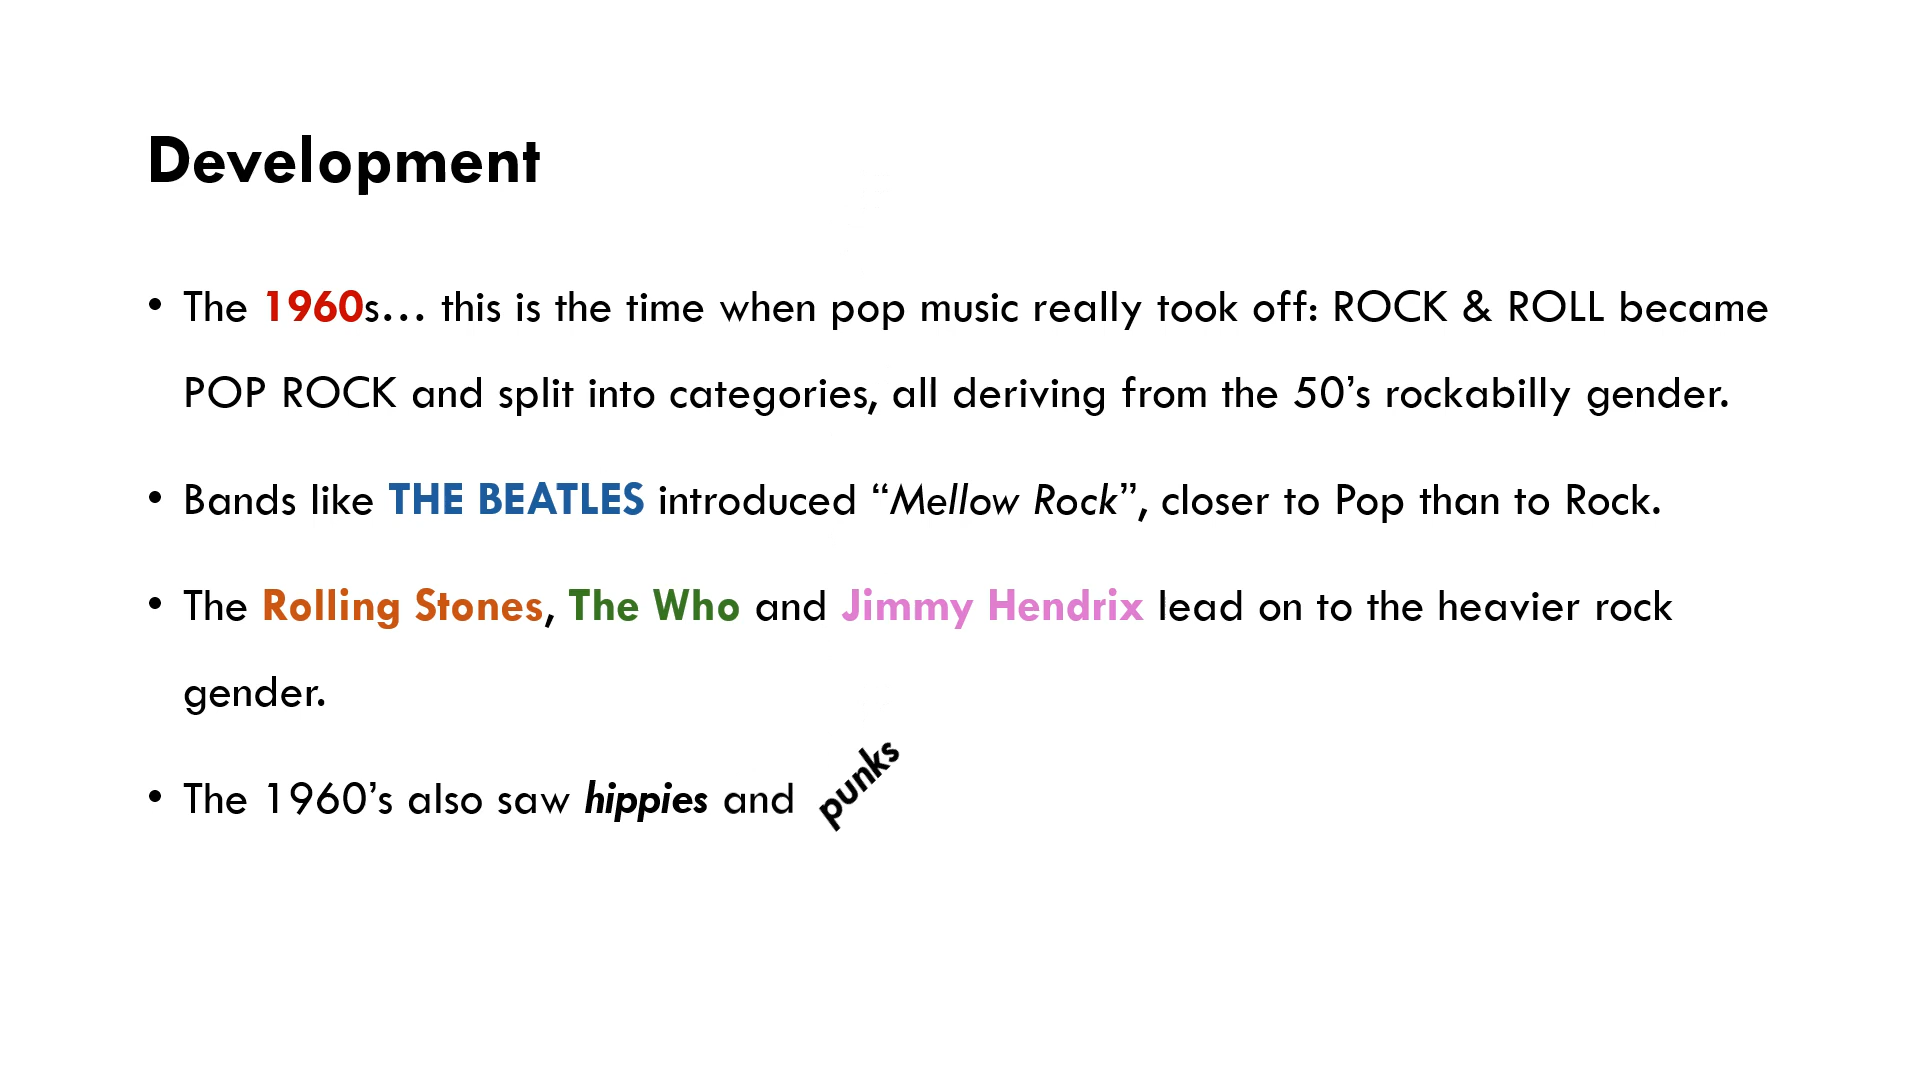 Development
• The 1960s… this is the time when pop music really took off: ROCK & ROLL became
POP ROCK and split into categories, all deriving from the 50’s rockabilly gender.
• Bands like THE BEATLES introduced “Mellow Rock”, closer to Pop than to Rock.
• The Rolling Stones, The Who and Jimmy Hendrix lead on to the heavier rock
gender.
• The 1960’s also saw hippies and punks